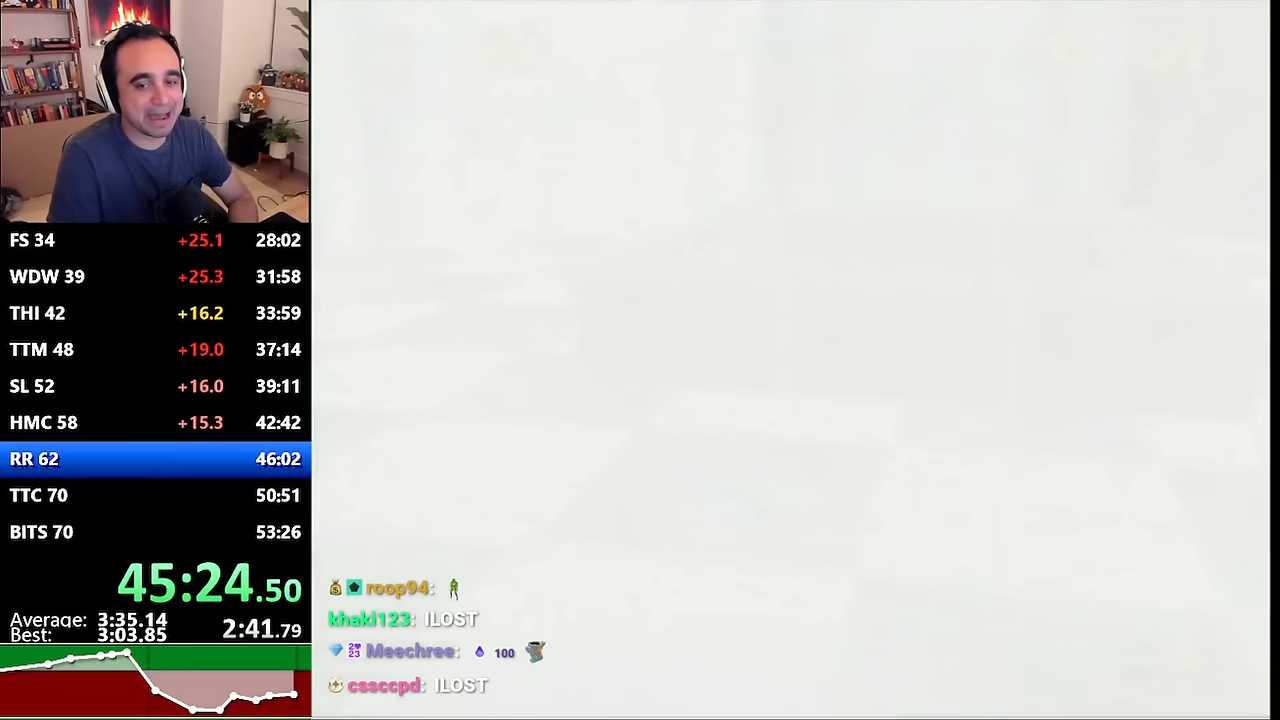 FS 34 +25.1 28:02
WDW 39 +25.3 31:58
THI 42 +16.2 33:59
TTM 48 +19.0 37:14
SL 52 +16.0 39:11
HMC 58 +15.3 42:42
RR 62 46:02
TTC 70 50:51
BITS 70 53:26
45:24.50
Average: 3:35.14
Best: 3:03.85 2:41.79
roop94:
khaki123: ILOST
Meechree: 100
cssccpd: ILOST